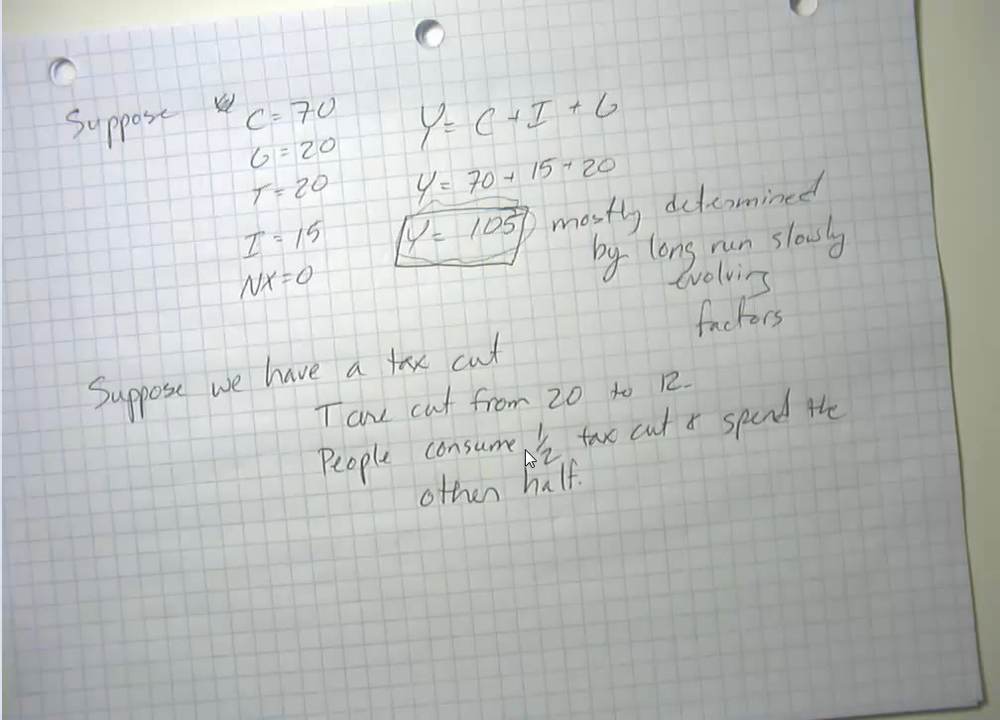 Suppose C = 70
G = 20
T = 20
I = 15
NX = 0
Y = C + I + G
Y = 70 + 15 + 20
Y = 105 mostly determined
by long run slowly
evolving
factors
Suppose we have a tax cut
T are cut from 20 to 12.
People consume 1/2 tax cut & spend the
other half.